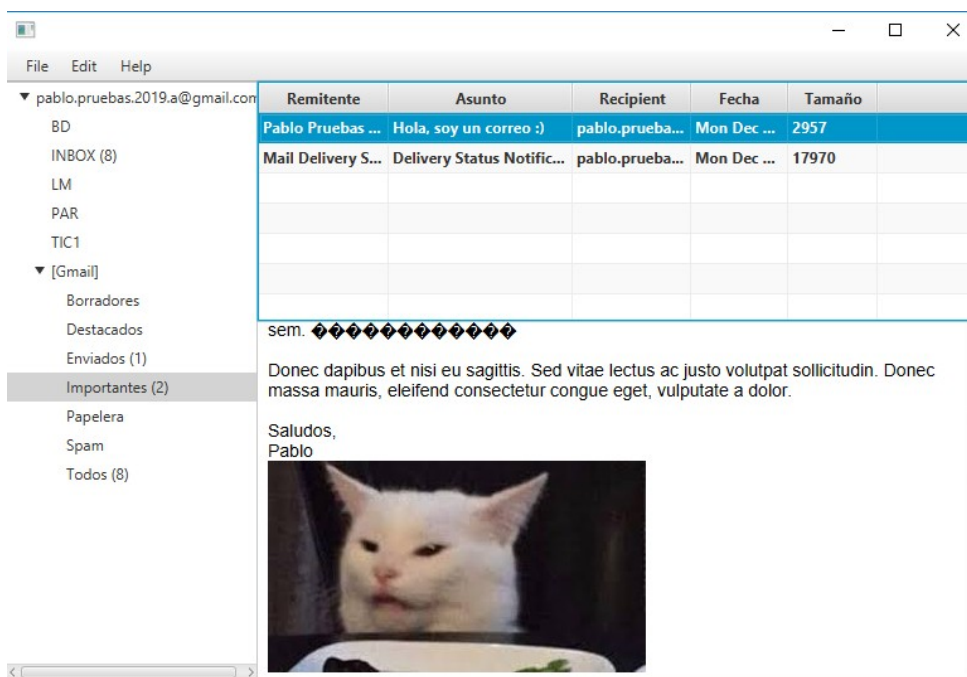 File Edit Help
pablo.pruebas.2019.a@gmail.com
BD
INBOX (8)
LM
PAR
TIC1
[Gmail]
Borradores
Destacados
Enviados (1)
Importantes (2)
Papelera
Spam
Todos (8)
Remitente Asunto Recipient Fecha Tamaño
Pablo Pruebas ... Hola, soy un correo :) pablo.prueba... Mon Dec ... 2957
Mail Delivery S... Delivery Status Notific... pablo.prueba... Mon Dec ... 17970
sem. �������������
Donec dapibus et nisi eu sagittis. Sed vitae lectus ac justo volutpat sollicitudin. Donec
massa mauris, eleifend consectetur congue eget, vulputate a dolor.
Saludos,
Pablo